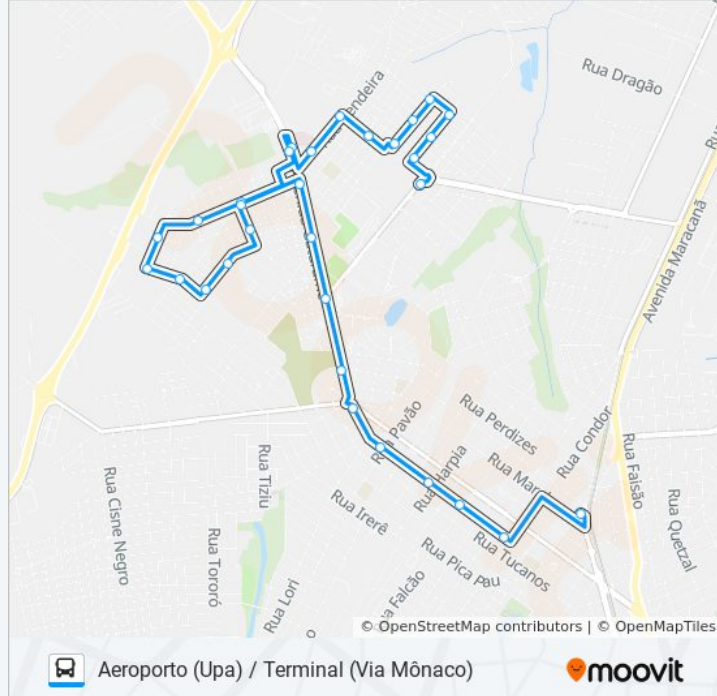 Rua Dragão
endeira
Avenida Maracanã
Rua Pavão
Rua Perdizes
Rua Condor
Rua Harpia
Rua Mar
Rua Faisão
Rua Tiziu
Rua Cisne Negro
Rua Irerê
Rua Tororó
Rua Tucanos
Rua Quetzal
Rua Pica Pau
Rua Lori
Falcão
© OpenStreetMap contributors | © OpenMapTiles
Aeroporto (Upa) / Terminal (Via Mônaco)
moovit